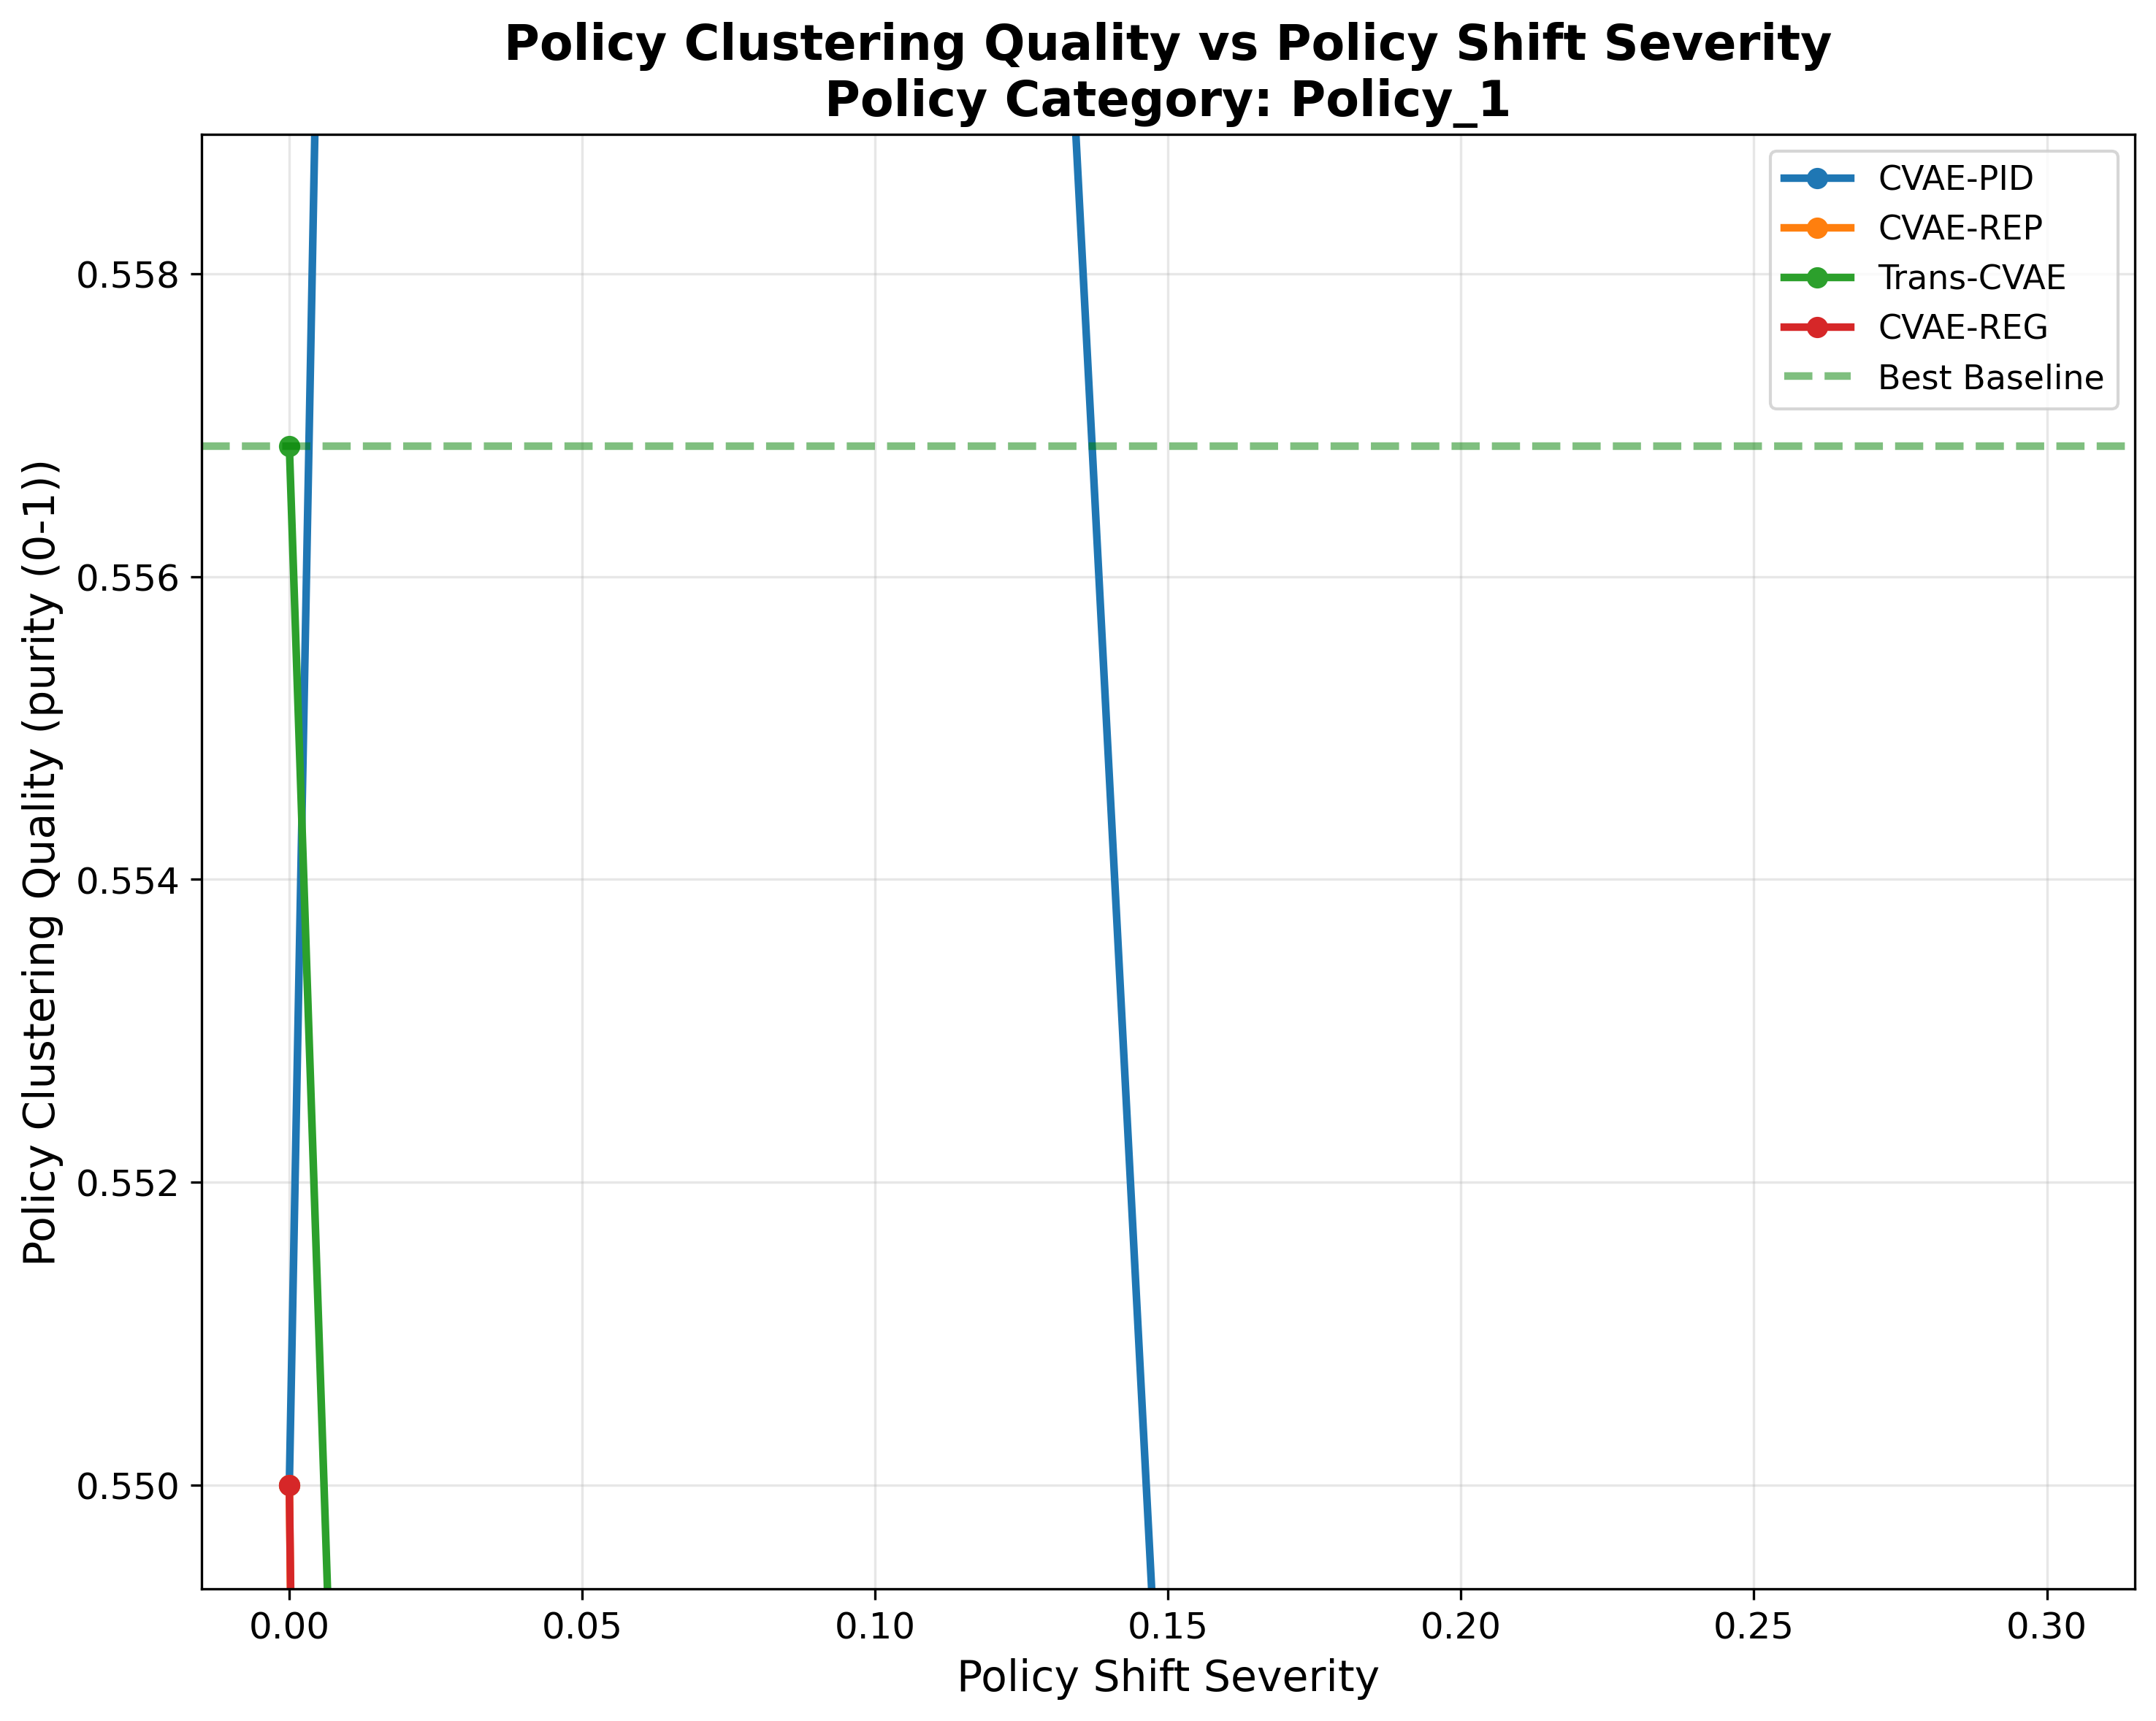 Policy Clustering Quality vs Policy Shift Severity
Policy Category: Policy_1
CVAE-PID
CVAE-REP
Trans-CVAE
CVAE-REG
Best Baseline
Policy Clustering Quality (purity (0-1))
0.558
0.556
0.554
0.552
0.550
0.00
0.05
0.10
0.15
0.20
0.25
0.30
Policy Shift Severity